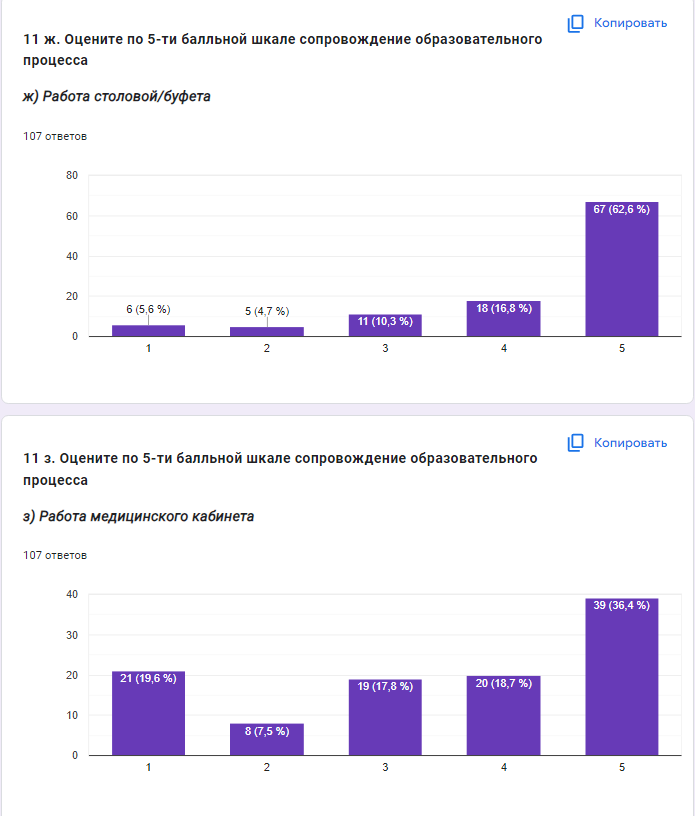 Копировать
11 ж. Оцените по 5-ти балльной шкале сопровождение образовательного
процесса
ж) Работа столовой/буфета
107 ответов
80
60
40
20
0
6 (5,6 %)
5 (4,7 %)
11 (10,3 %)
18 (16,8 %)
67 (62,6 %)
1 2 3 4 5
Копировать
11 з. Оцените по 5-ти балльной шкале сопровождение образовательного
процесса
з) Работа медицинского кабинета
107 ответов
40
30
20
10
0
21 (19,6 %)
8 (7,5 %)
19 (17,8 %)
20 (18,7 %)
39 (36,4 %)
1 2 3 4 5